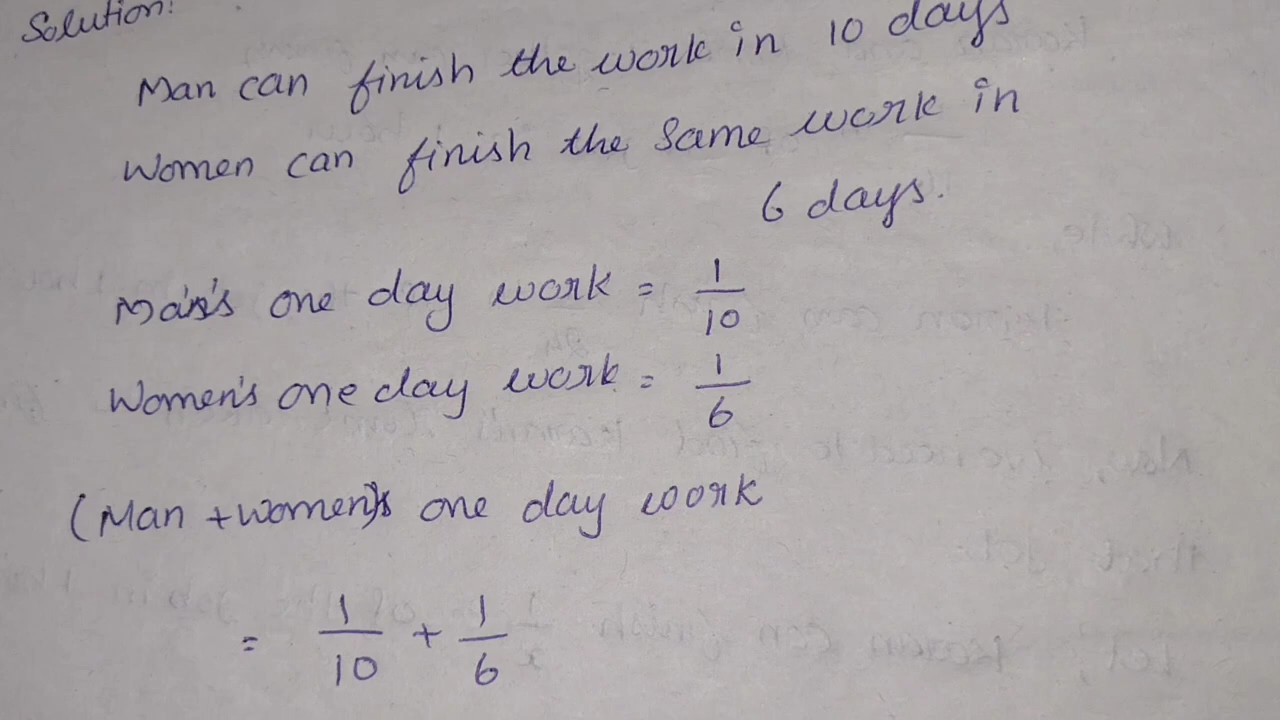 Solution:
Man can finish the work in 10 days
Women can finish the same work in
6 days.
Man's one day work = 1/10
Women's one day work = 1/6
(Man + women)'s one day work
= 1/10 + 1/6